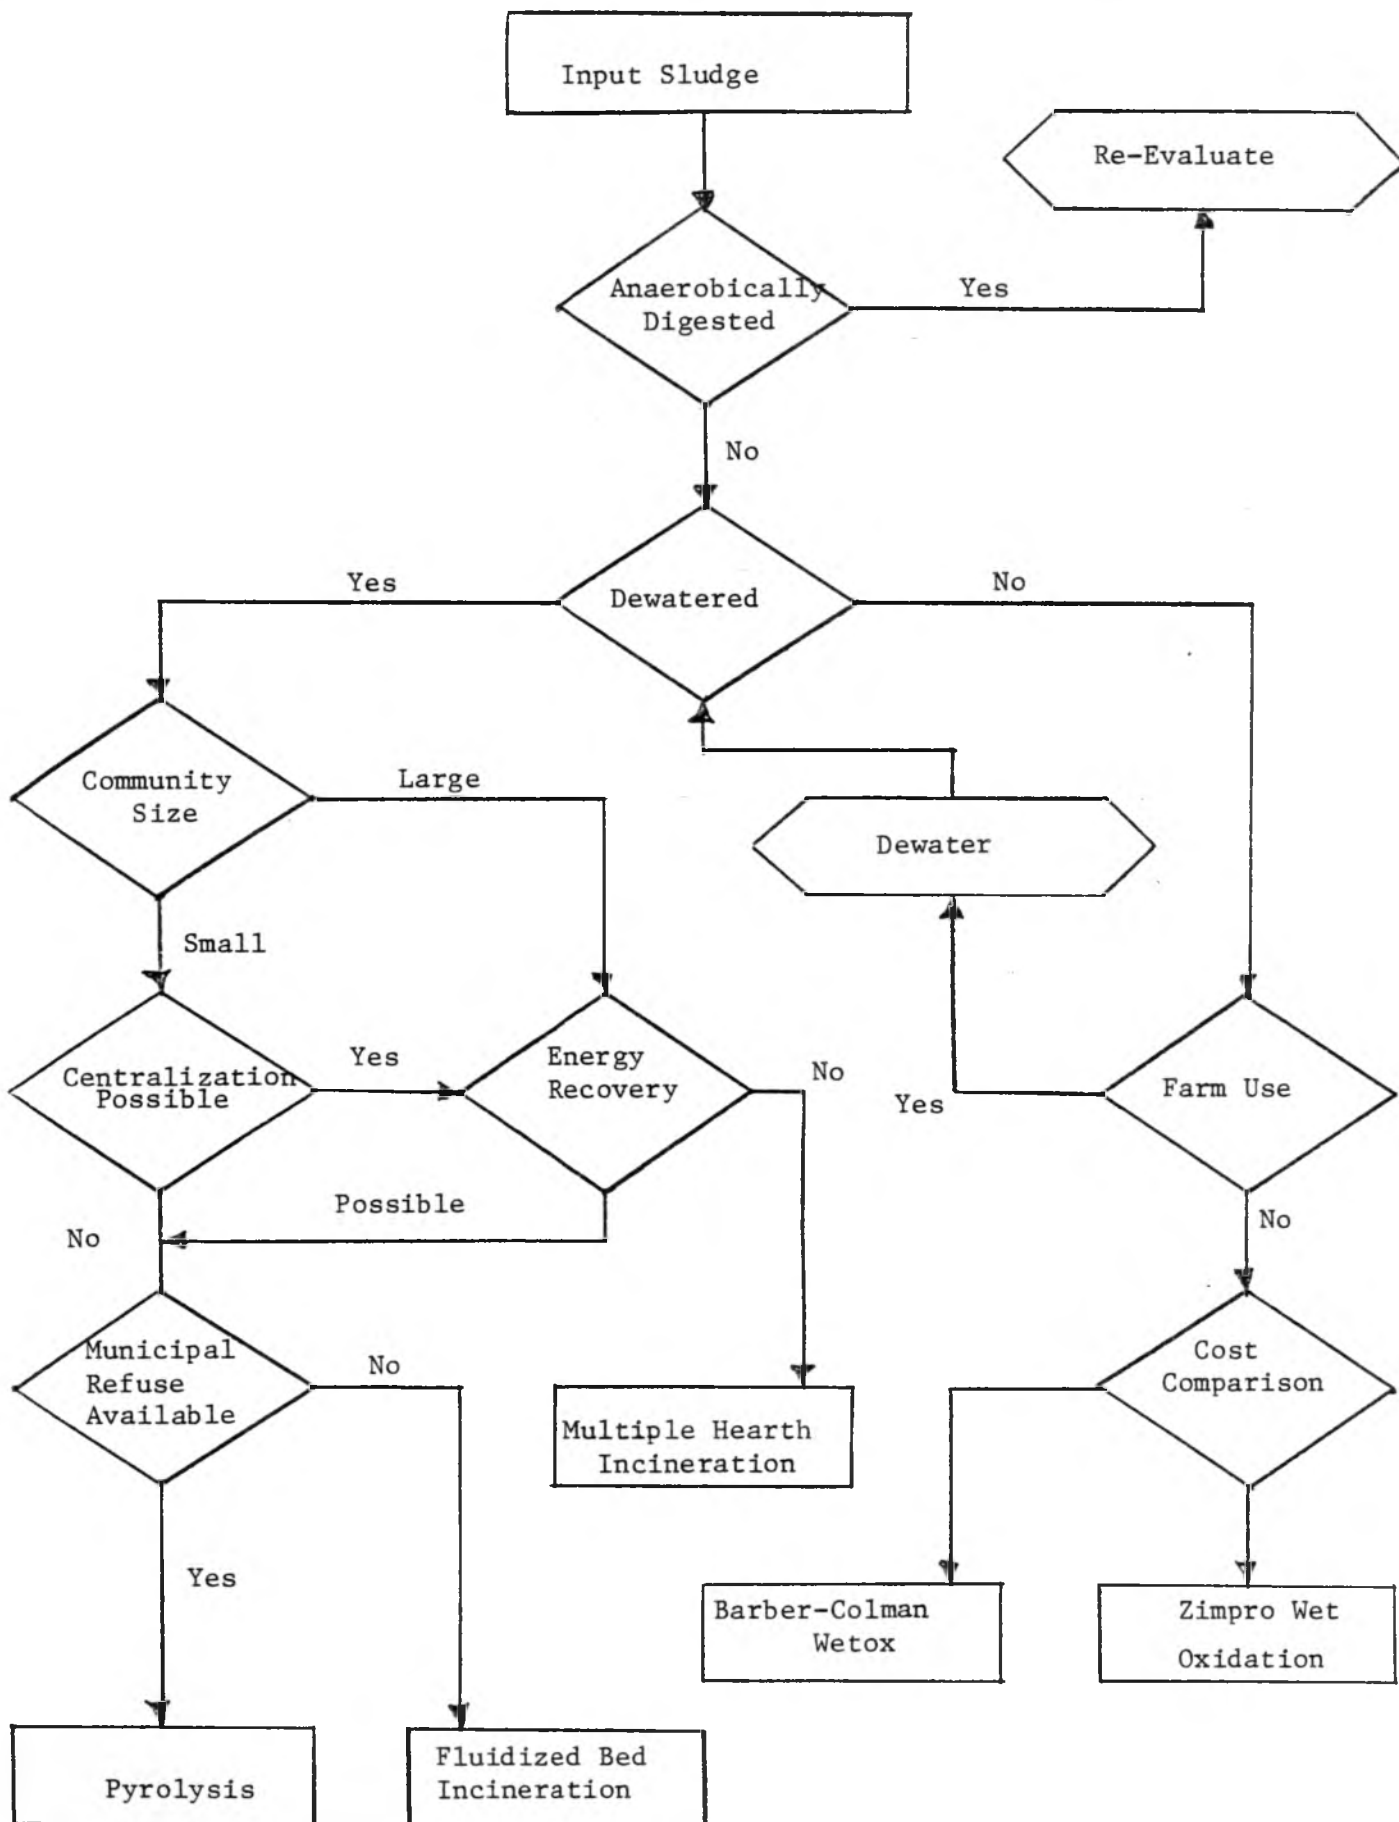 Input Sludge
Re-Evaluate
Anaerobically
Digested
Yes
No
Dewatered
Yes
No
Community
Size
Large
Small
Dewater
Centralization
Possible
Yes
Energy
Recovery
No
Yes
Farm Use
Possible
No
No
Municipal
Refuse
Available
No
Cost
Comparison
Multiple Hearth
Incineration
Yes
Barber-Colman
Wetox
Zimpro Wet
Oxidation
Pyrolysis
Fluidized Bed
Incineration